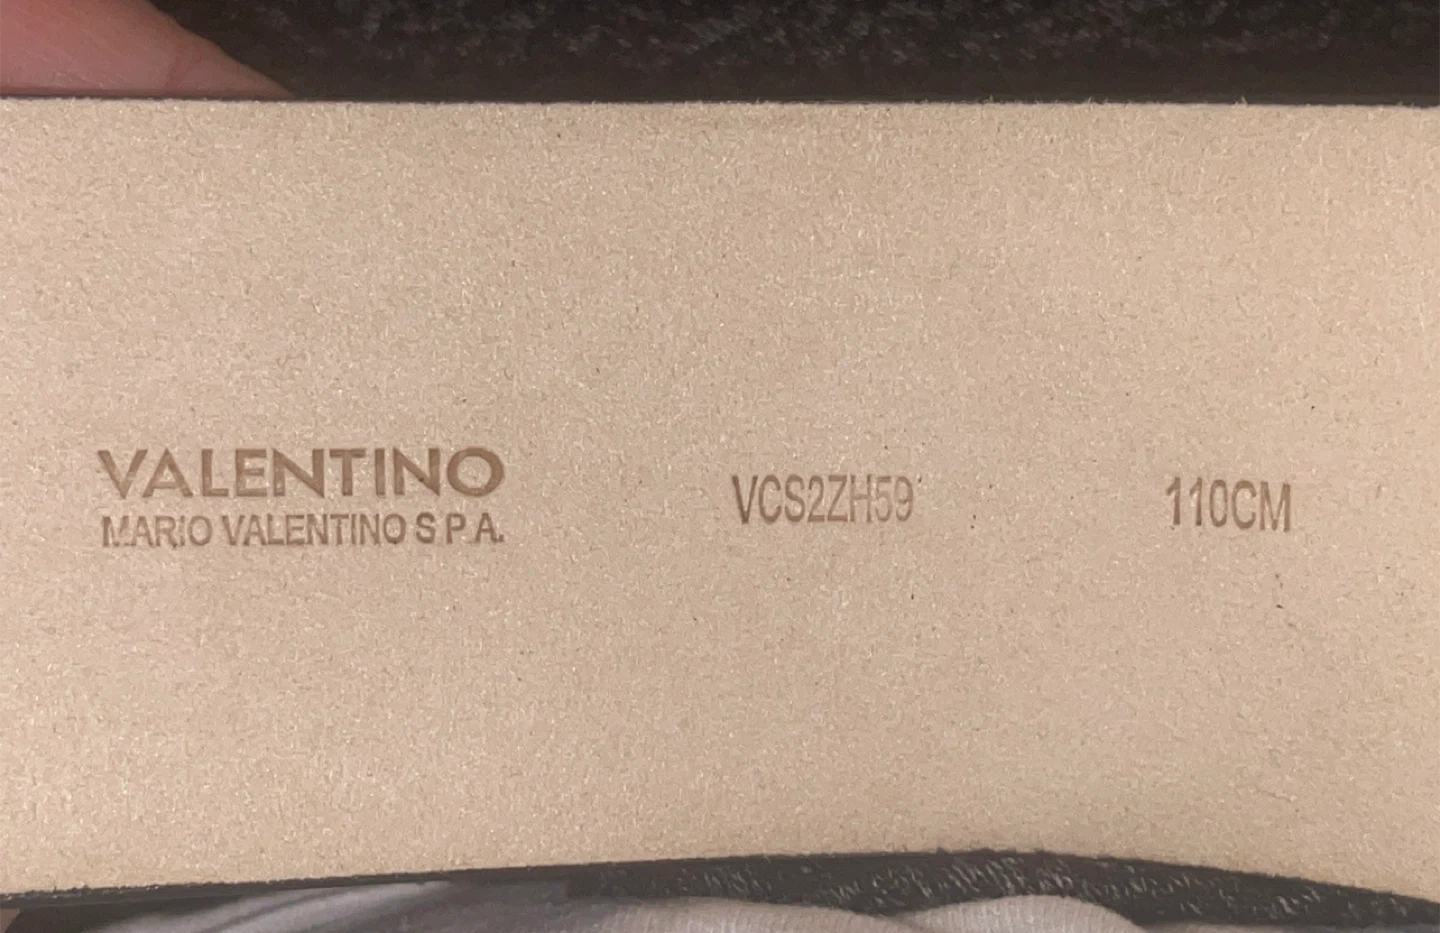 VALENTINO
MARIO VALENTINO S P A.
VCS2ZH59
110CM